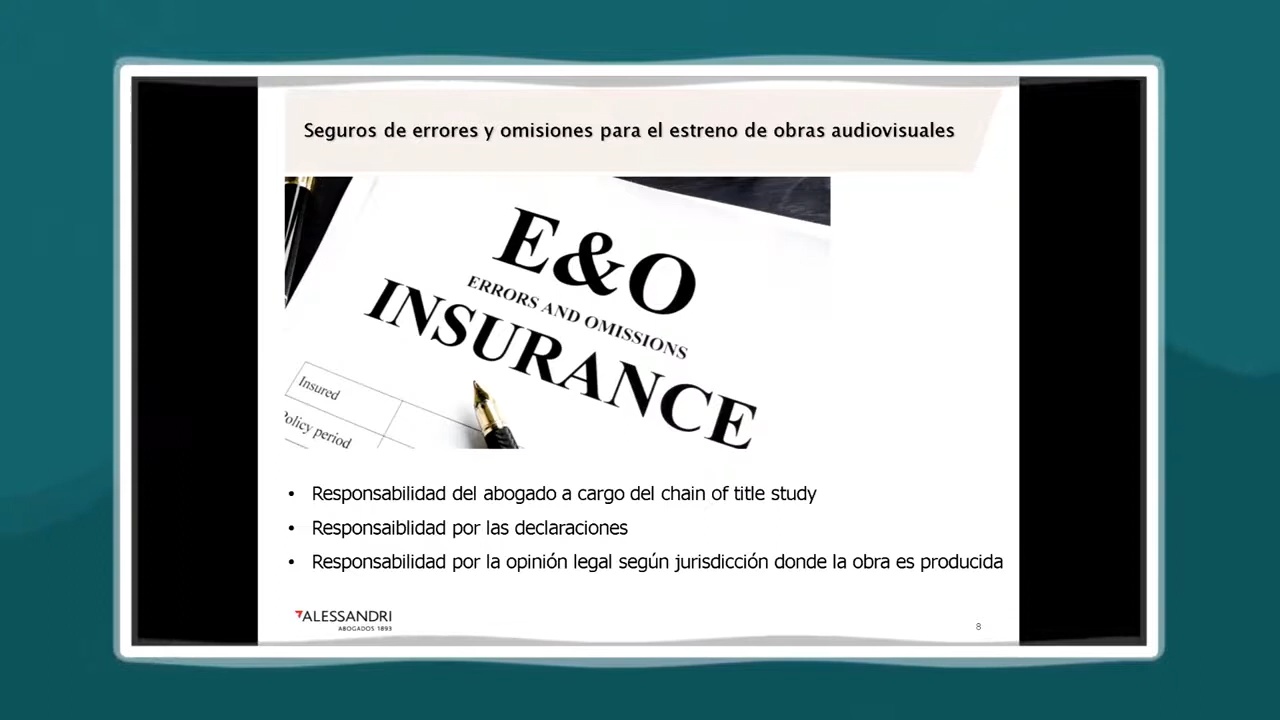 Seguros de errores y omisiones para el estreno de obras audiovisuales
E&O
ERRORS AND OMISSIONS
INSURANCE
Insured
Policy period
• Responsabilidad del abogado a cargo del chain of title study
• Responsaiblidad por las declaraciones
• Responsabilidad por la opinión legal según jurisdicción donde la obra es producida
ALESSANDRI
ABOGADOS 1893
8